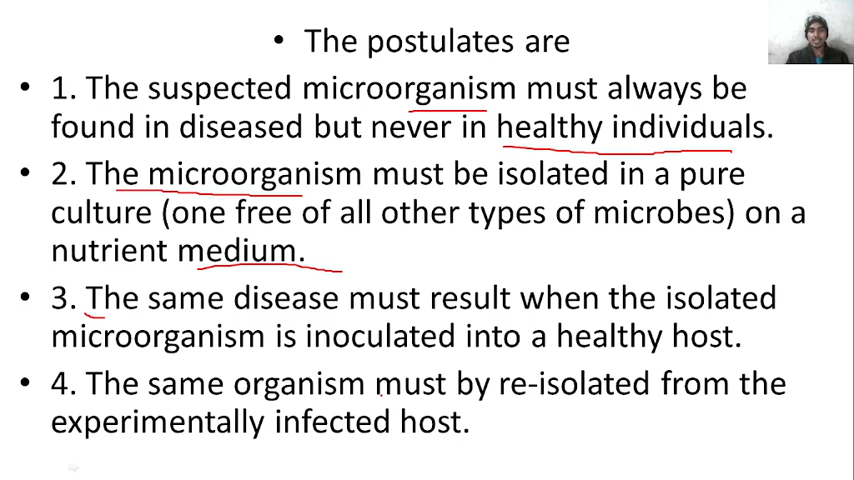 • The postulates are
• 1. The suspected microorganism must always be
found in diseased but never in healthy individuals.
• 2. The microorganism must be isolated in a pure
culture (one free of all other types of microbes) on a
nutrient medium.
• 3. The same disease must result when the isolated
microorganism is inoculated into a healthy host.
• 4. The same organism must by re-isolated from the
experimentally infected host.